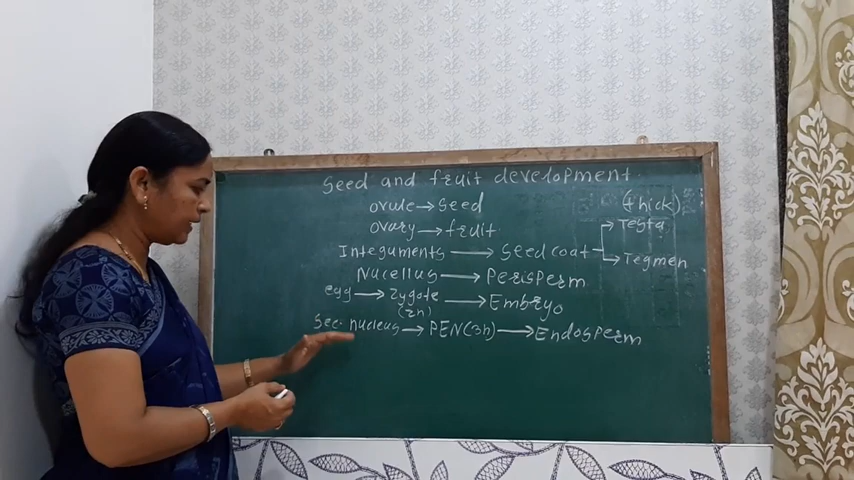 Seed and fruit development
ovule → seed
ovary → fruit
(thick)
Integuments → Seed coat → Testa
→ Tegmen
Nucellus → Perisperm
egg → Zygote → Embryo
(2n)
Sec. nucleus → PEN (3n) → Endosperm